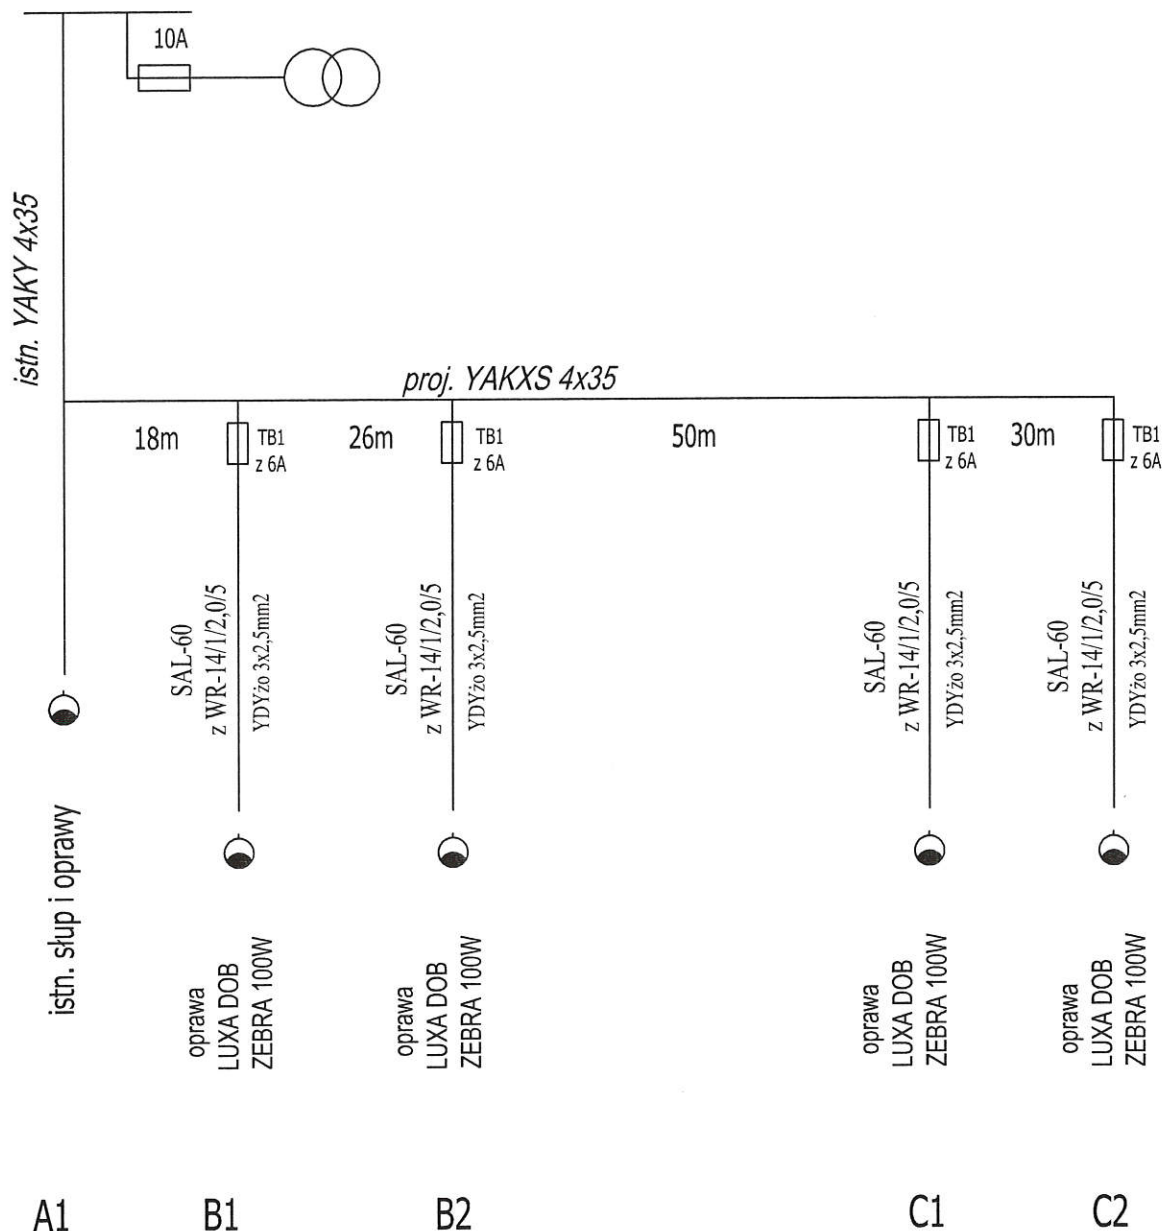 10A
istn. YAKY 4x35
proj. YAKXS 4x35
18m
TB1
z 6A
26m
TB1
z 6A
50m
TB1
z 6A
30m
TB1
z 6A
SAL-60
z WR-14/1/2,0/5
YDYżo 3x2,5mm2
SAL-60
z WR-14/1/2,0/5
YDYżo 3x2,5mm2
SAL-60
z WR-14/1/2,0/5
YDYżo 3x2,5mm2
SAL-60
z WR-14/1/2,0/5
YDYżo 3x2,5mm2
istn. słup i oprawy
oprawa
LUXA DOB
ZEBRA 100W
oprawa
LUXA DOB
ZEBRA 100W
oprawa
LUXA DOB
ZEBRA 100W
oprawa
LUXA DOB
ZEBRA 100W
A1
B1
B2
C1
C2